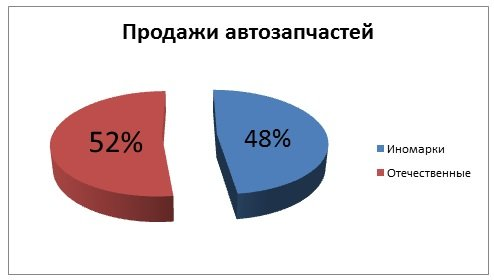 Продажи автозапчастей
52%
48%
Иномарки
Отечественные